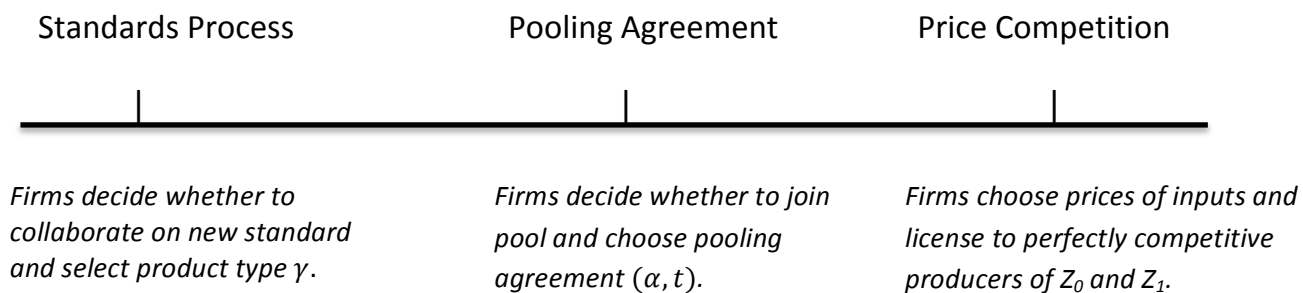 Standards Process
Pooling Agreement
Price Competition
Firms decide whether to
collaborate on new standard
and select product type γ.
Firms decide whether to join
pool and choose pooling
agreement (α, t).
Firms choose prices of inputs and
license to perfectly competitive
producers of Z₀ and Z₁.